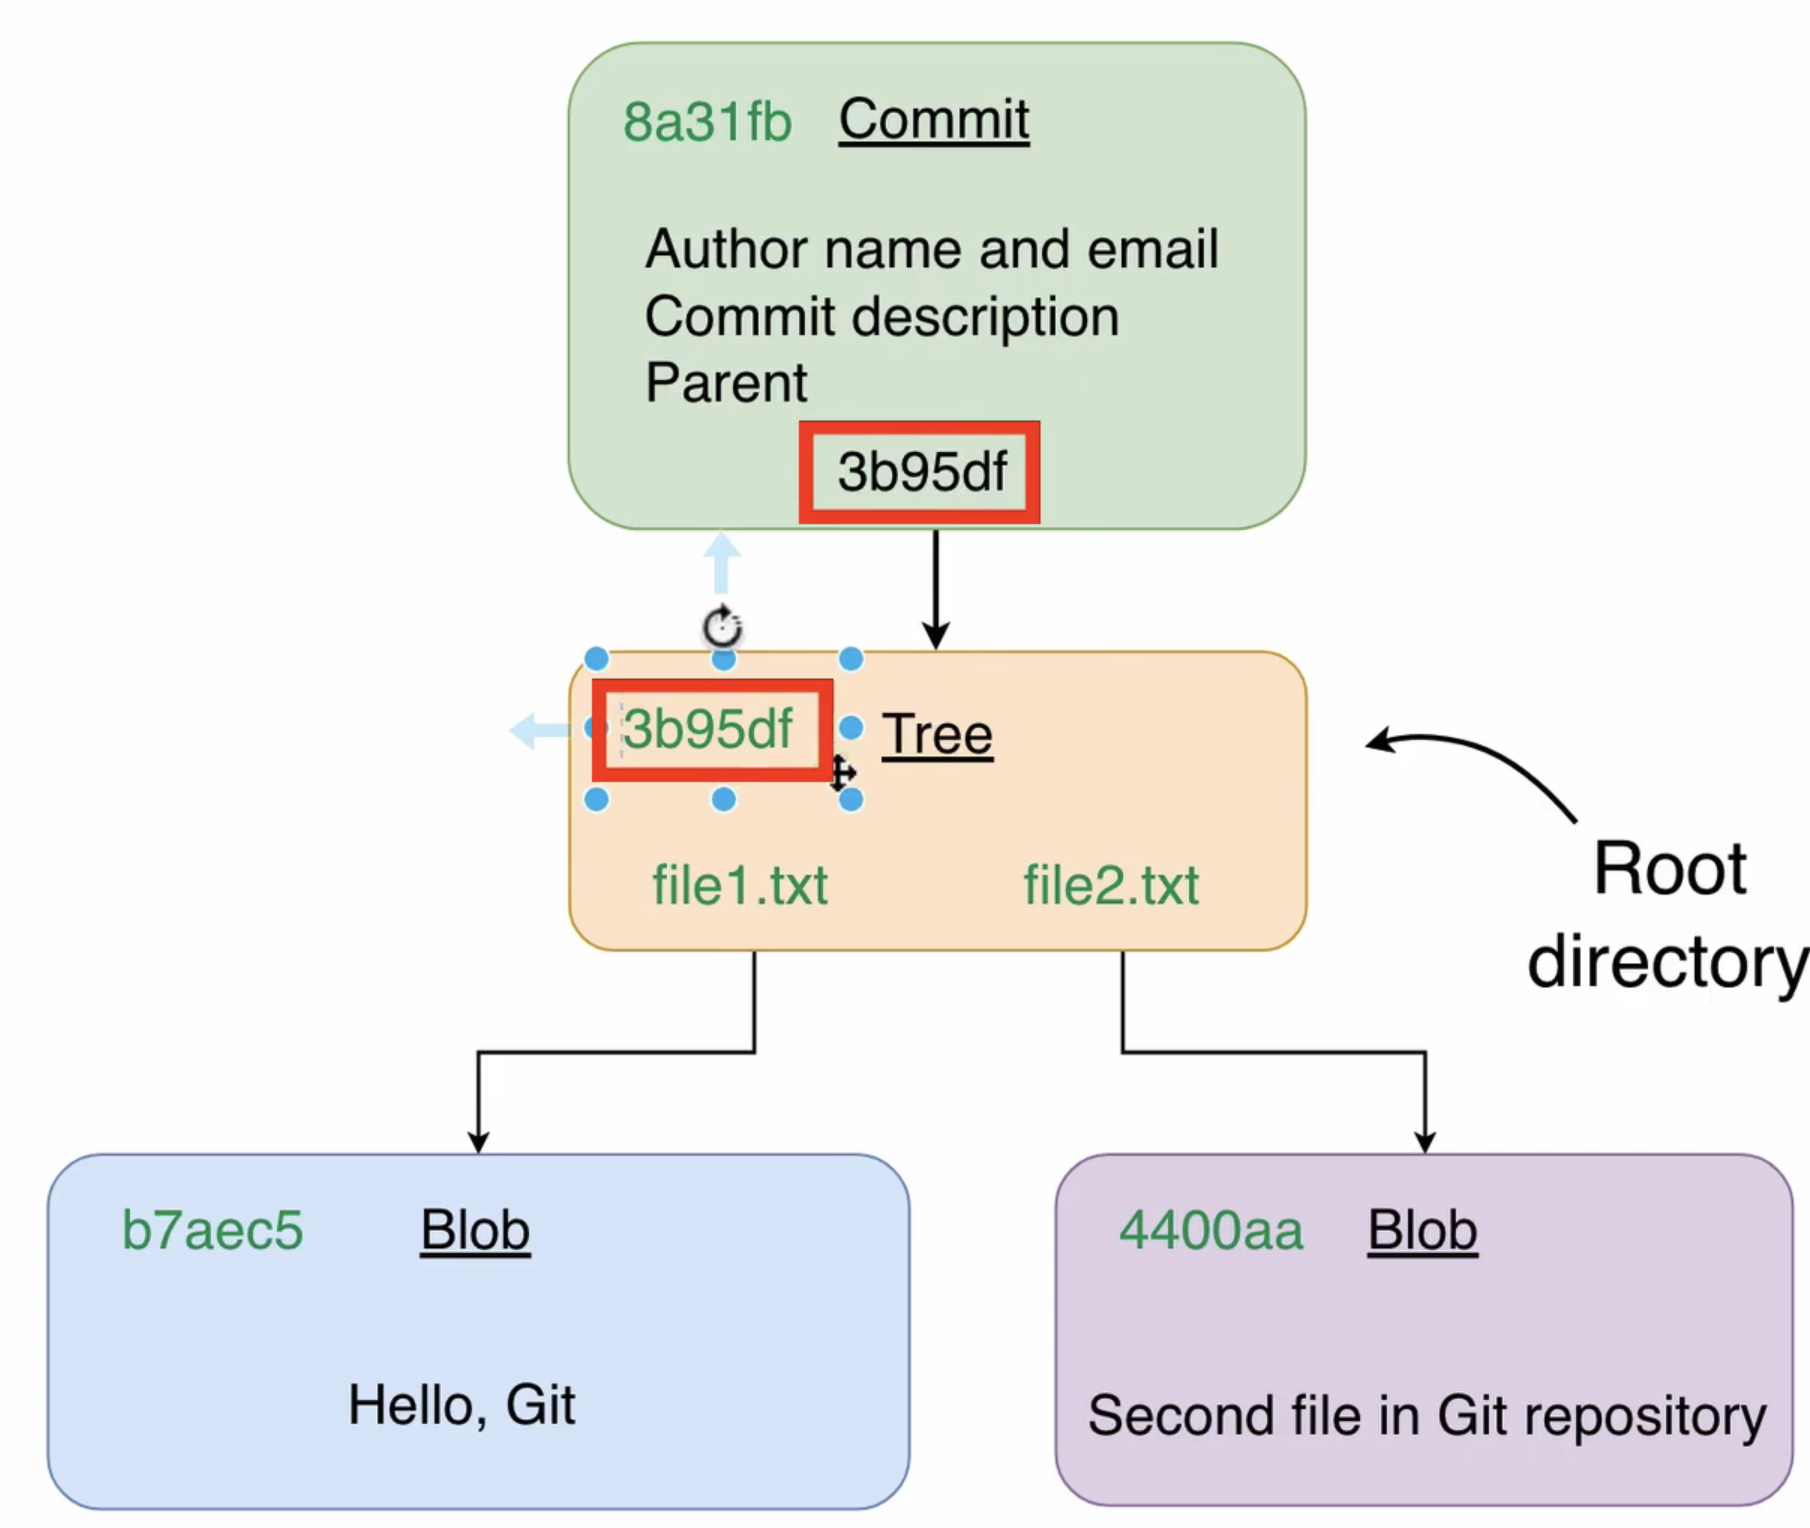 8a31fb Commit
Author name and email
Commit description
Parent
3b95df
3b95df Tree
file1.txt file2.txt
Root
directory
b7aec5 Blob
Hello, Git
4400aa Blob
Second file in Git repository